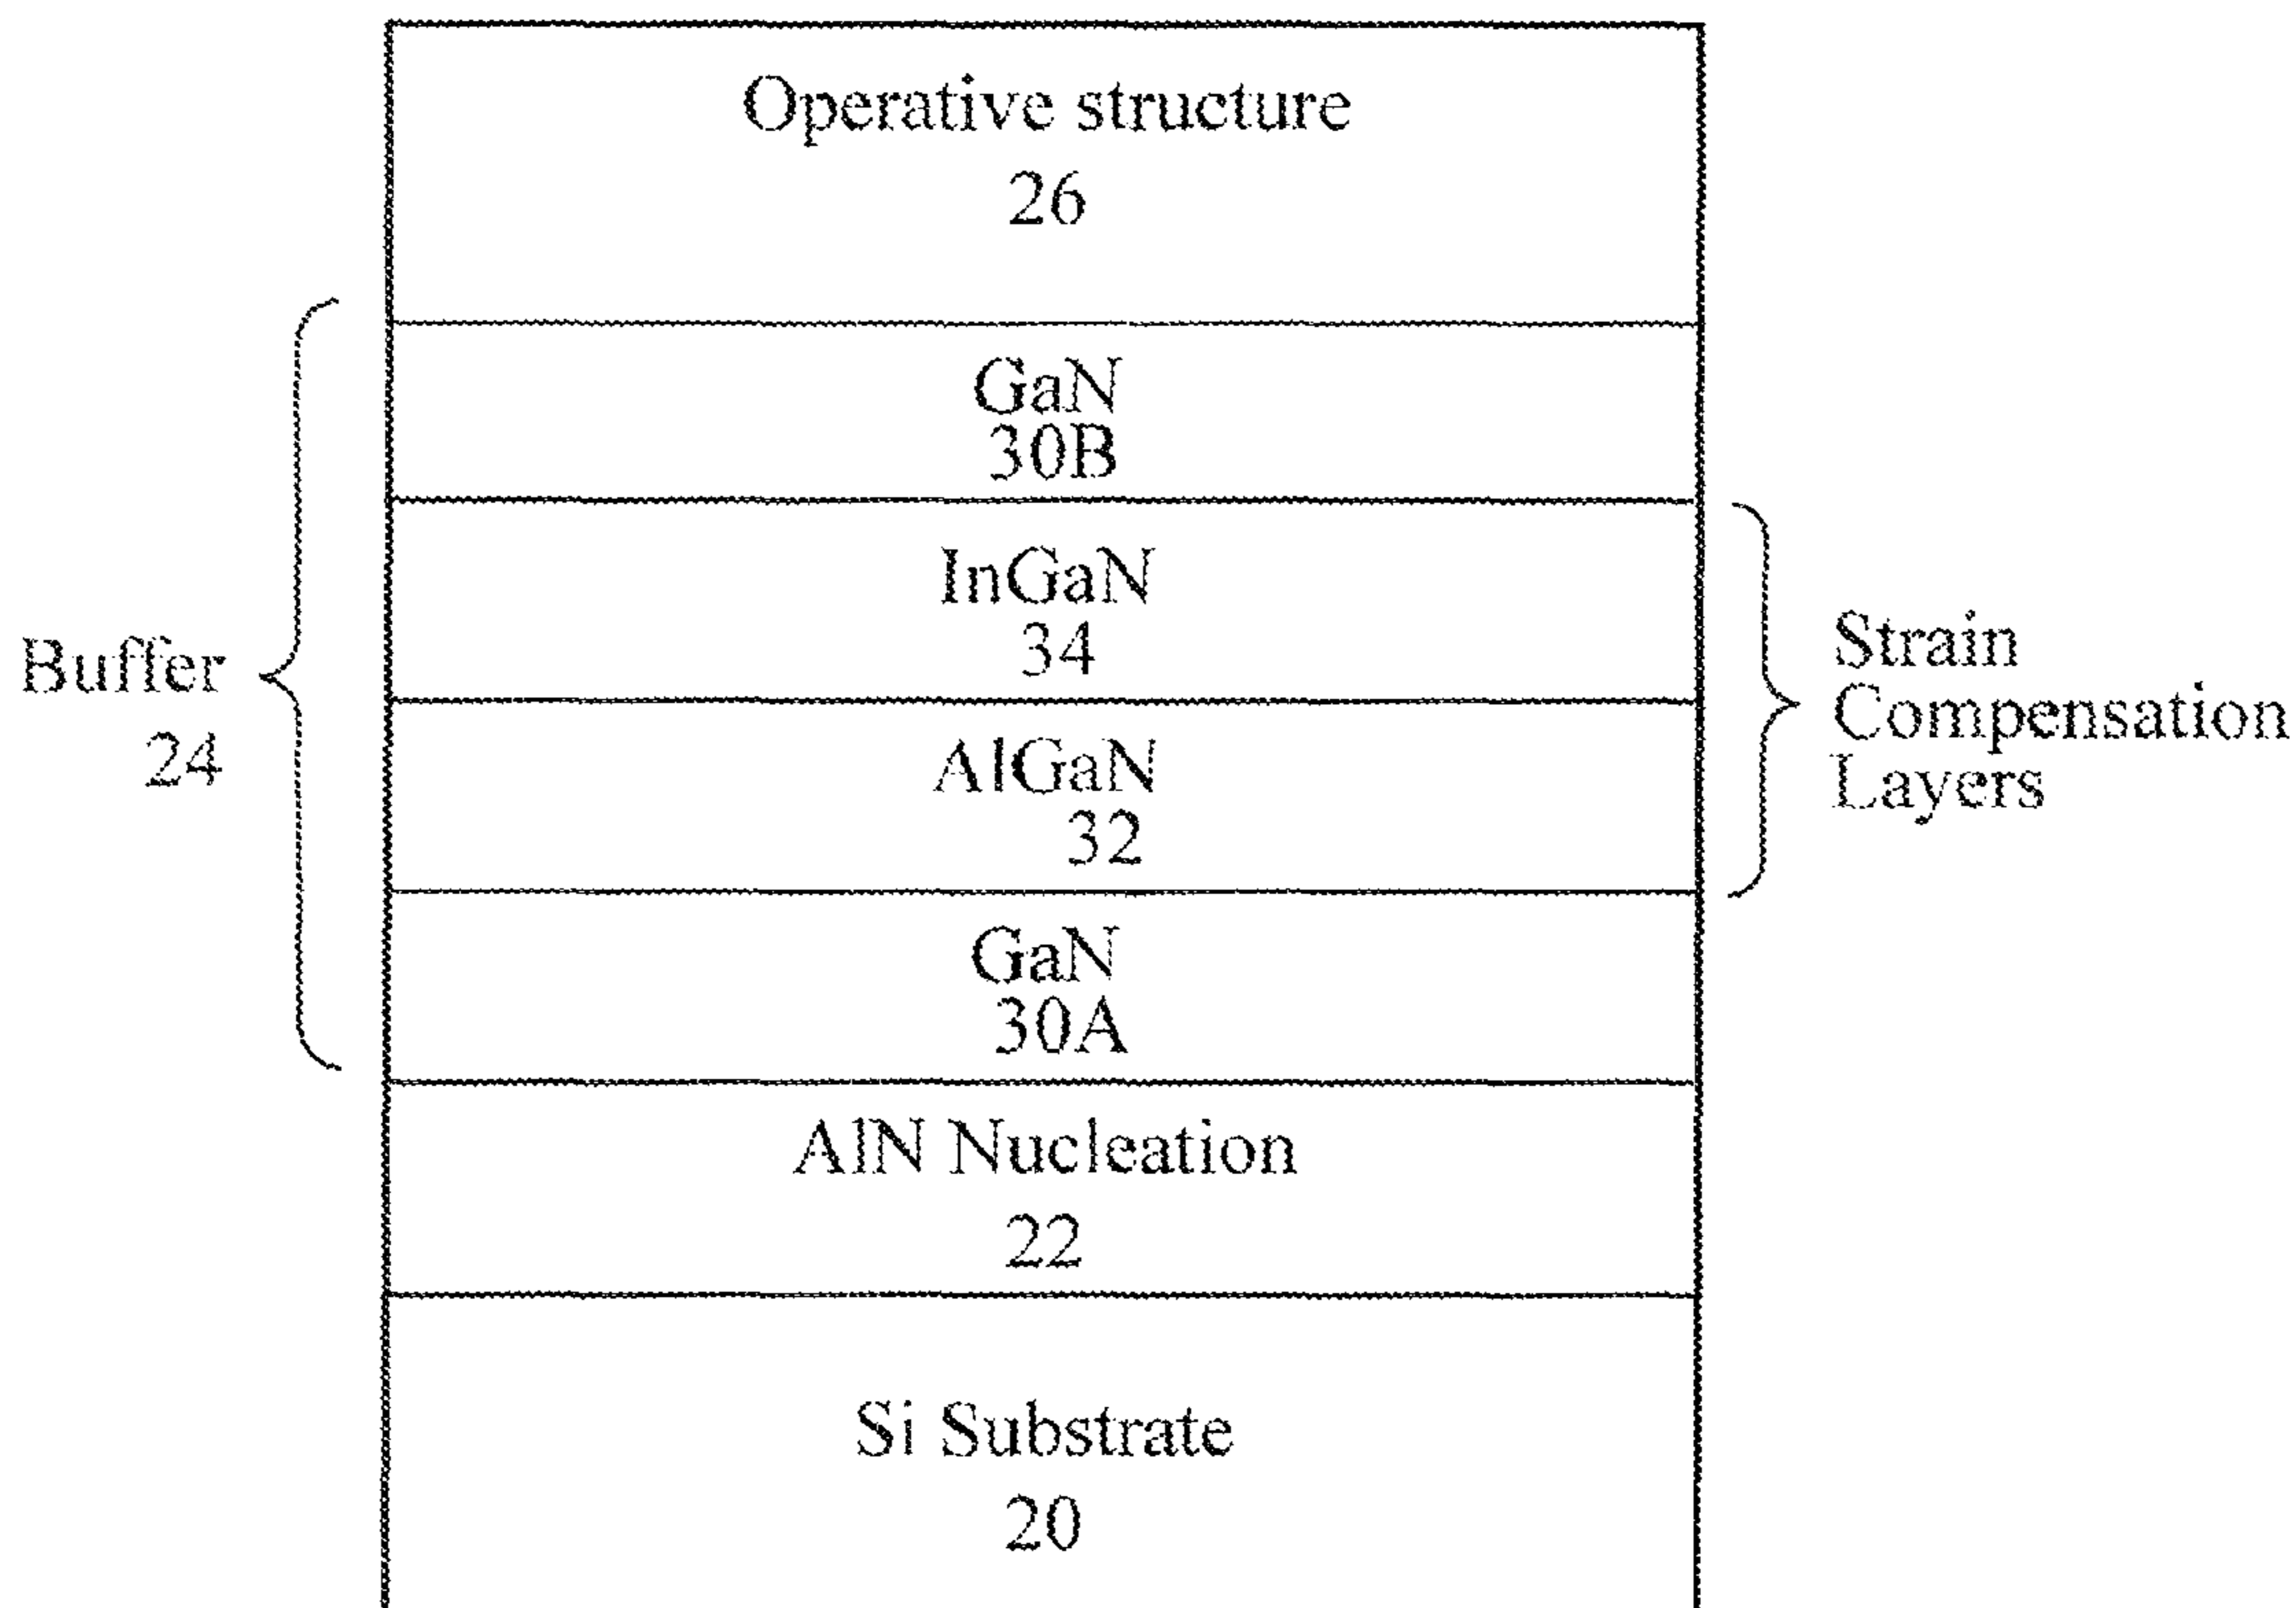 Operative structure
26
GaN
30B
InGaN
34
AlGaN
32
GaN
30A
AlN Nucleation
22
Si Substrate
20
Buffer
24
Strain
Compensation
Layers